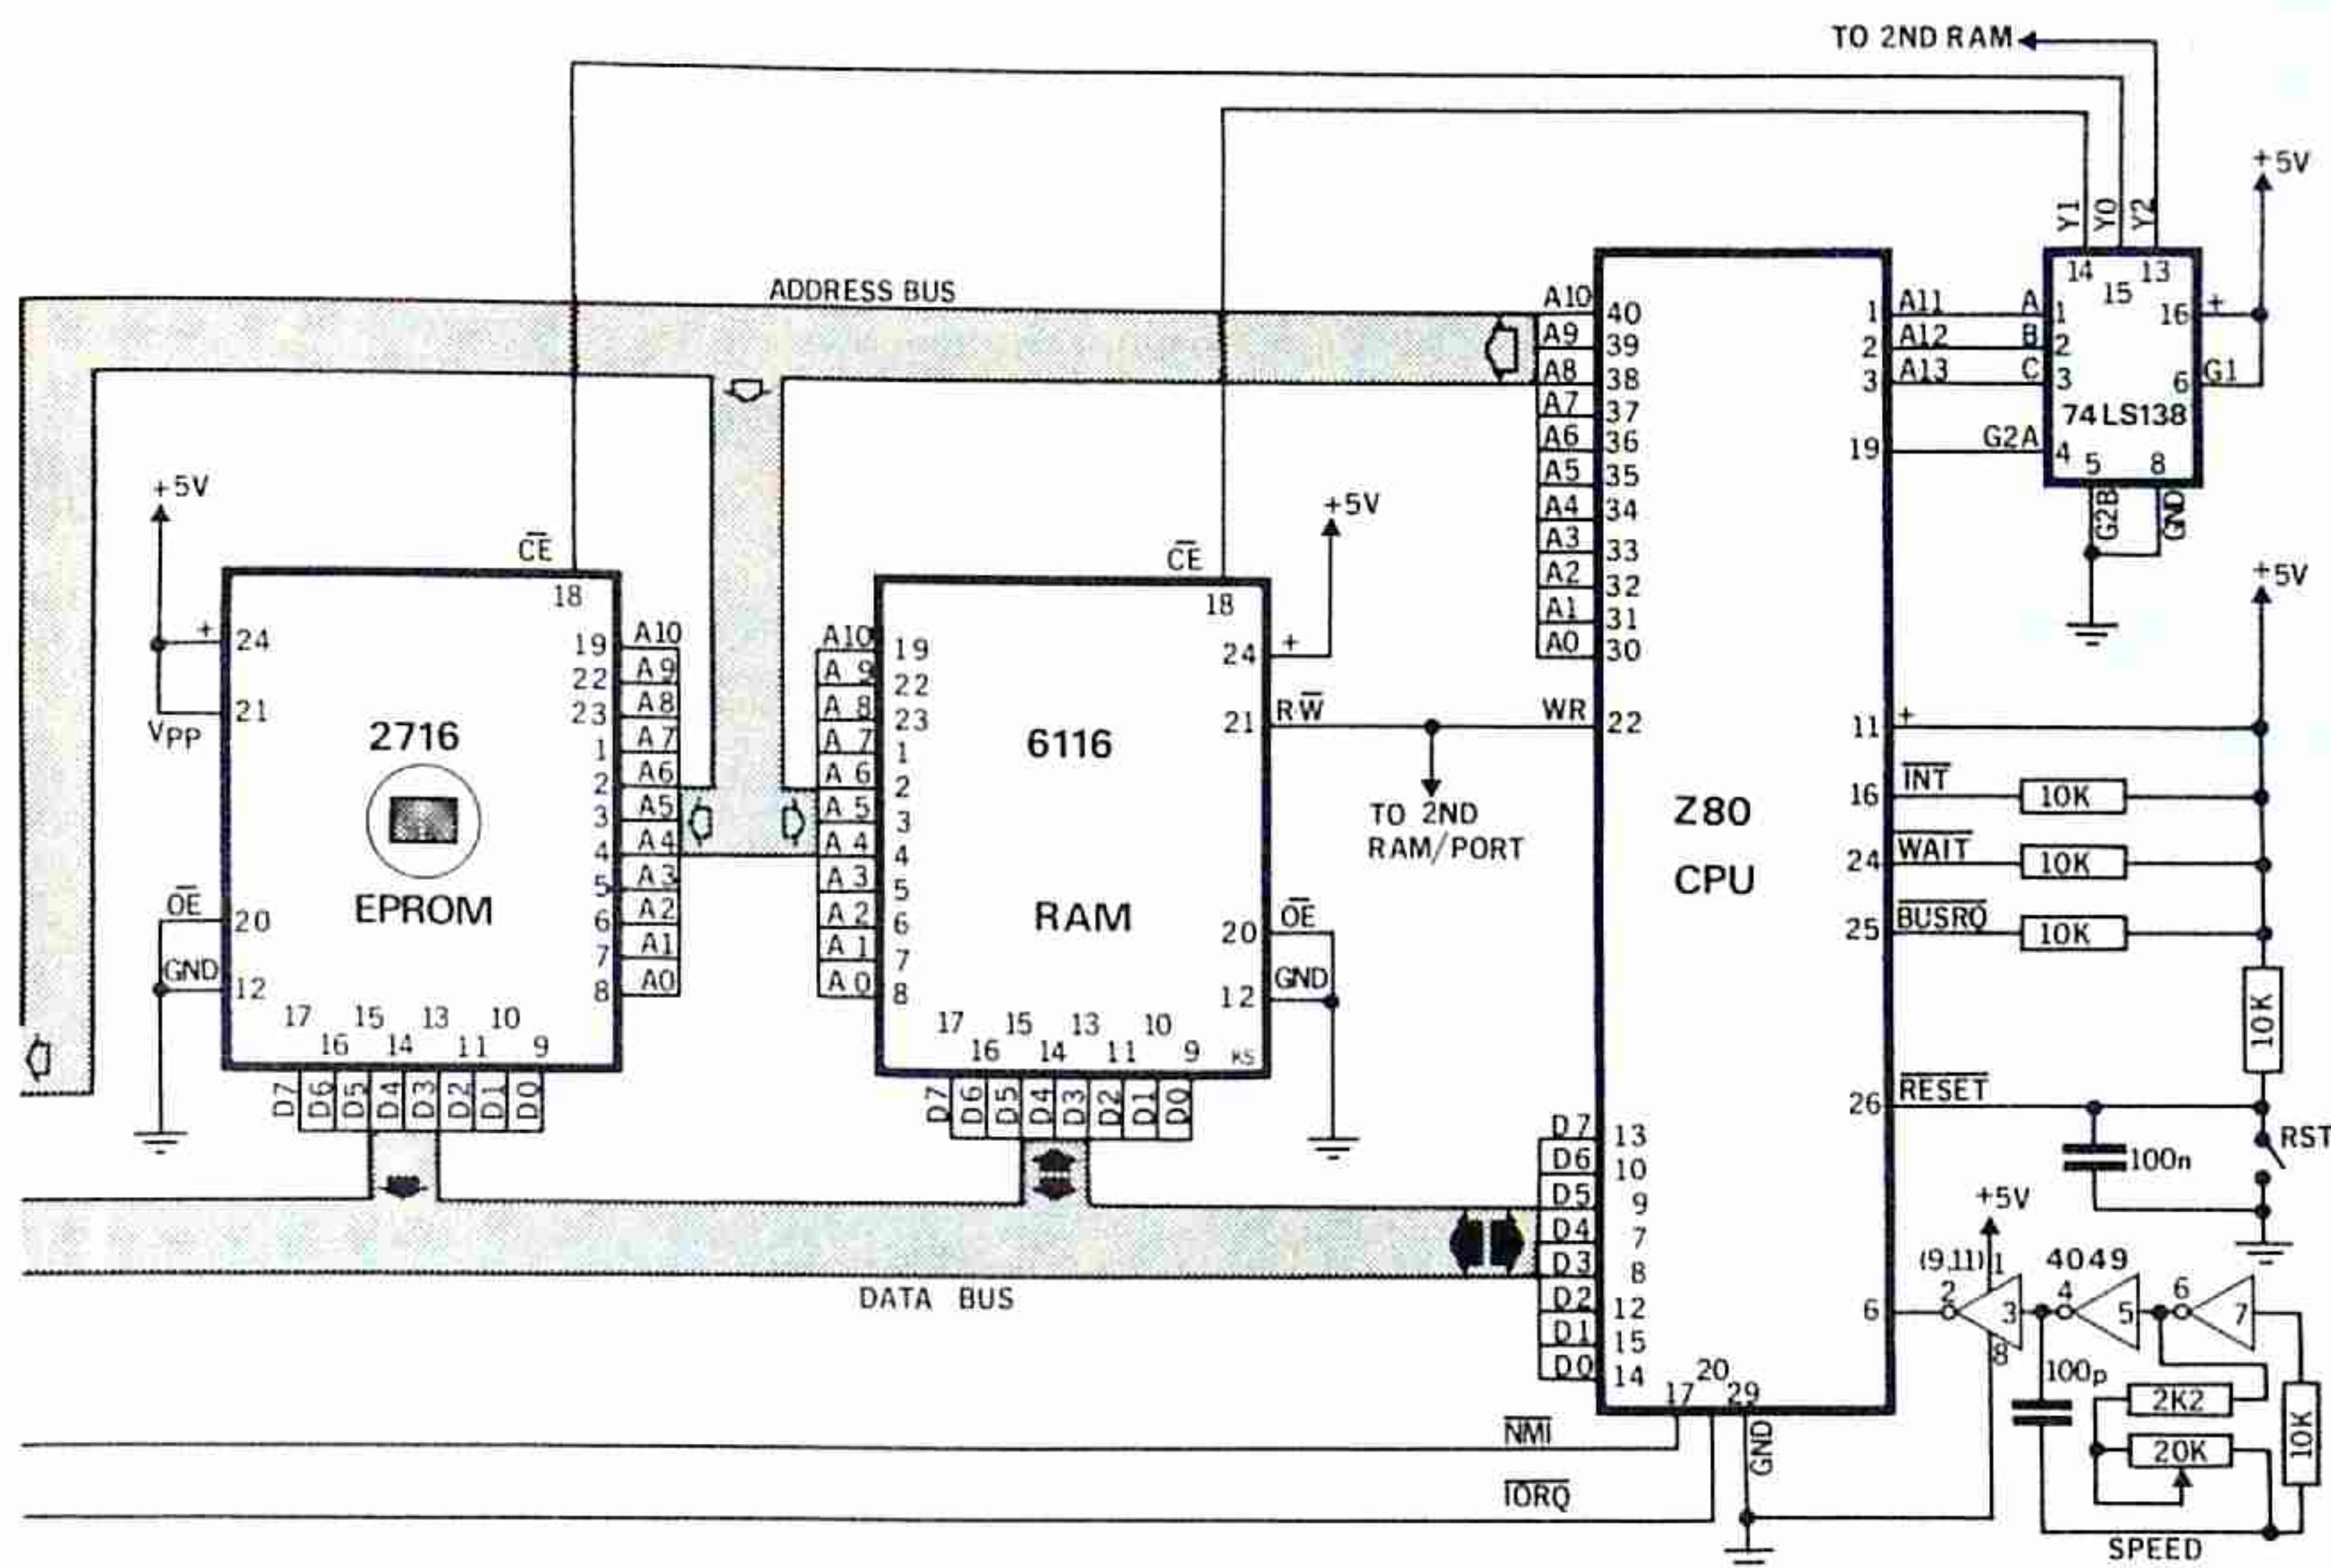 TO 2ND RAM
+5V
Y1 Y0 Y2
14 15 13
ADDRESS BUS
A10 40
A9 39
A8 38
A7 37
A6 36
A5 35
A4 34
A3 33
A2 32
A1 31
A0 30
1 A11 A 1
2 A12 B 2
3 A13 C 3
19 G2A 4
16 +
6 G1
74LS138
5 8
G2B GND
+5V
C̅E̅
18
+ 24
21
VPP
2716
EPROM
O̅E̅ 20
GND 12
19 A10
22 A9
23 A8
1 A7
2 A6
3 A5
4 A4
5 A3
6 A2
7 A1
8 A0
17 15 13 10
16 14 11 9
D7 D6 D5 D4 D3 D2 D1 D0
+5V
C̅E̅
18
A10 19
A9 22
A8 23
A7 1
A6 2
A5 3
A4 4
A3 5
A2 6
A1 7
A0 8
24 +
21 RW̅
6116
RAM
20 O̅E̅
12 GND
17 15 13 10
16 14 11 9 KS
D7 D6 D5 D4 D3 D2 D1 D0
WR 22
TO 2ND
RAM/PORT
Z80
CPU
+5V
11 +
16 I̅N̅T̅ 10K
24 W̅A̅I̅T̅ 10K
25 B̅U̅S̅R̅Q̅ 10K
10K
26 R̅E̅S̅E̅T̅
100n
RST
D7 13
D6 10
D5 9
D4 7
D3 8
D2 12
D1 15
D0 14
DATA BUS
+5V
(9,11) 1 4049
6 2 3 4 5 6 7
8
100p
2K2
20K
10K
SPEED
17 20 29
N̅M̅I̅
GND
I̅O̅R̅Q̅